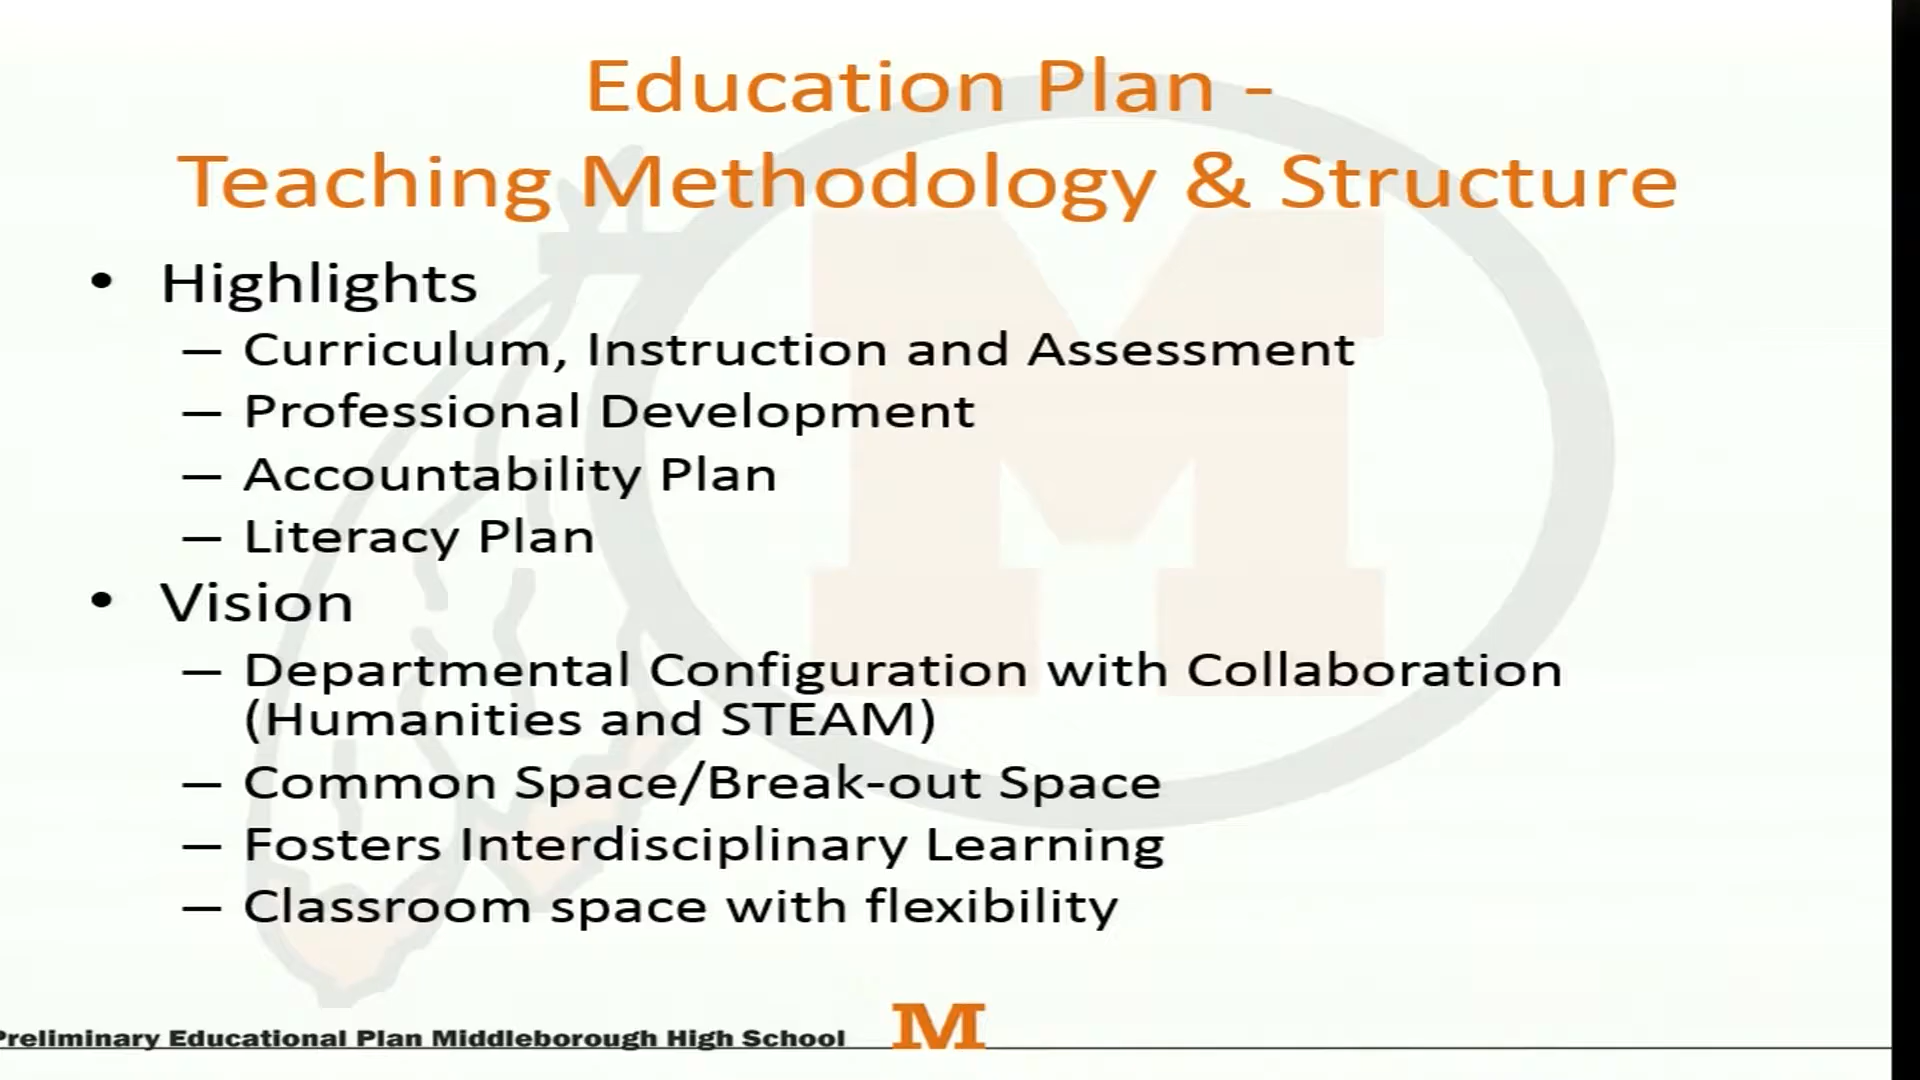 Education Plan -
Teaching Methodology & Structure
• Highlights
– Curriculum, Instruction and Assessment
– Professional Development
– Accountability Plan
– Literacy Plan
• Vision
– Departmental Configuration with Collaboration
(Humanities and STEAM)
– Common Space/Break-out Space
– Fosters Interdisciplinary Learning
– Classroom space with flexibility
Preliminary Educational Plan Middleborough High School
M